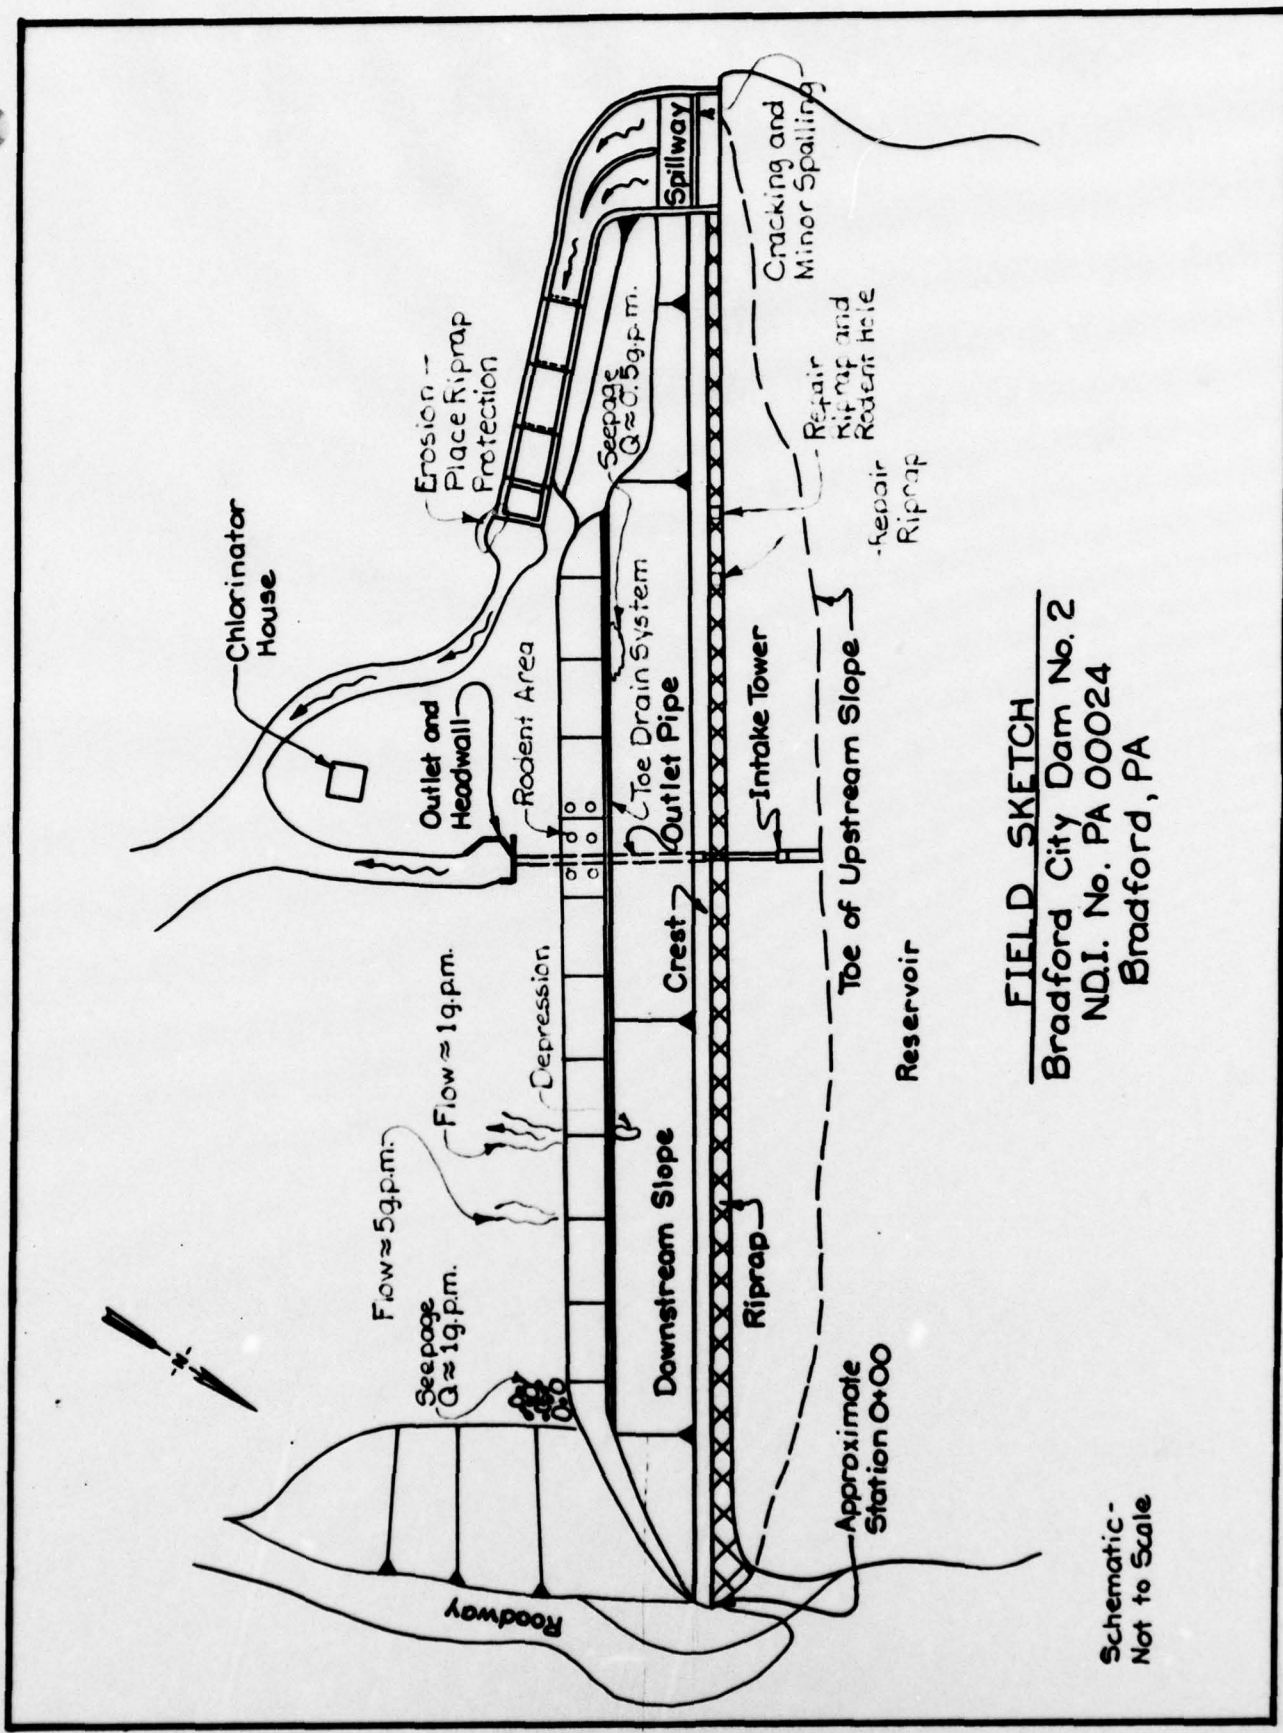 Chlorinator
House
Erosion –
Place Riprap
Protection
Spillway
Cracking and
Minor Spalling
Seepage
Q≈0.5g.p.m.
Repair
Riprap and
Rodent Hole
Repair
Riprap
Outlet and
Headwall
Rodent Area
Toe Drain System
Outlet Pipe
Intake Tower
Toe of Upstream Slope
Crest
Flow≈5g.p.m.
Flow≈1g.p.m.
Depression
Seepage
Q≈1g.p.m.
Downstream Slope
Riprap
Reservoir
-N-
Roadway
Approximate
Station 0+00
Schematic-
Not to Scale
FIELD SKETCH
Bradford City Dam No. 2
N.D.I. No. PA 00024
Bradford, PA